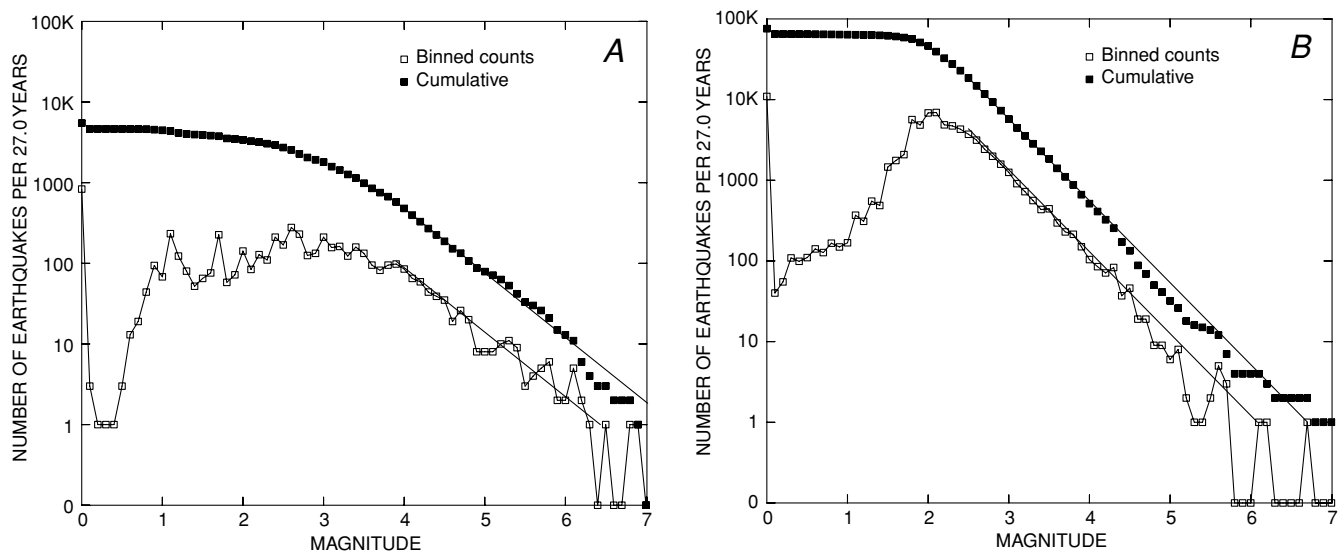 A
NUMBER OF EARTHQUAKES PER 27.0 YEARS
100K
10K
1000
100
10
1
0
Binned counts
Cumulative
0 1 2 3 4 5 6 7
MAGNITUDE
B
NUMBER OF EARTHQUAKES PER 27.0 YEARS
100K
10K
1000
100
10
1
0
Binned counts
Cumulative
0 1 2 3 4 5 6 7
MAGNITUDE